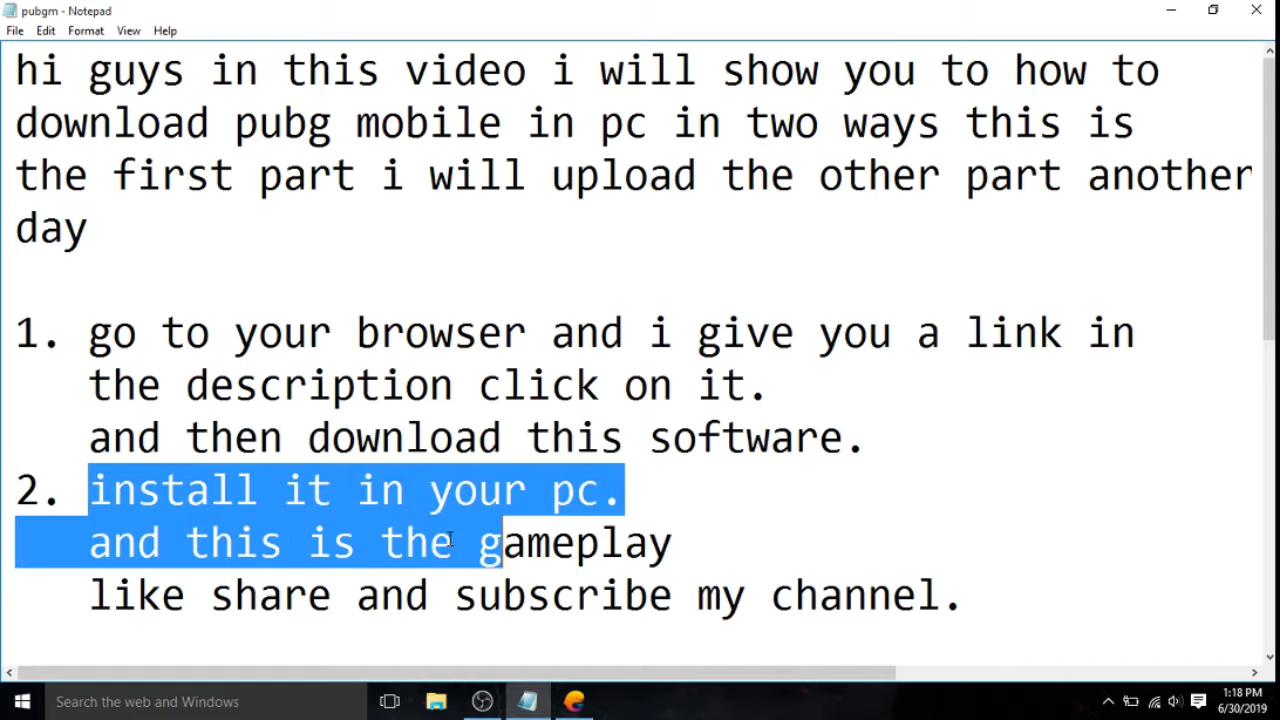 pubgm - Notepad
File Edit Format View Help
hi guys in this video i will show you to how to
download pubg mobile in pc in two ways this is
the first part i will upload the other part another
day
1. go to your browser and i give you a link in
the description click on it.
and then download this software.
2. install it in your pc.
and this is the gameplay
like share and subscribe my channel.
Search the web and Windows
1:18 PM
6/30/2019